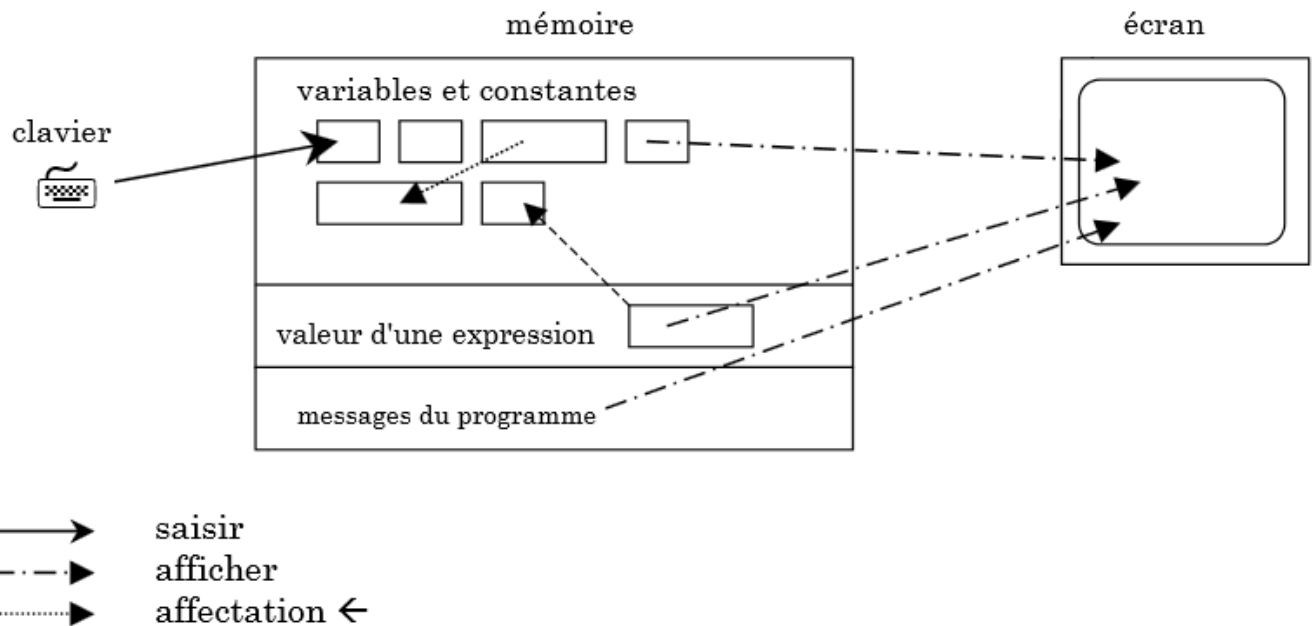 mémoire
écran
variables et constantes
clavier
valeur d'une expression
messages du programme
saisir
afficher
affectation ←